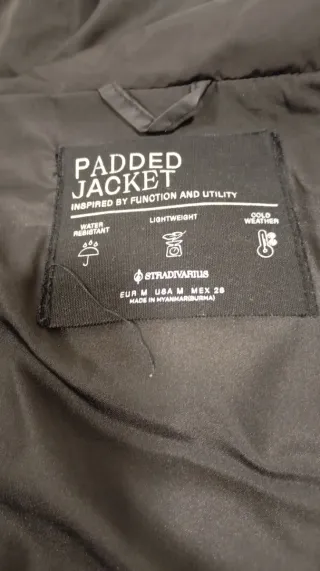 PADDED
JACKET
INSPIRED BY FUNCTION AND UTILITY
WATER
RESISTANT
LIGHTWEIGHT
COLD
WEATHER
STRADIVARIUS
EUR M USA M MEX 28
MADE IN MYANMAR(BURMA)